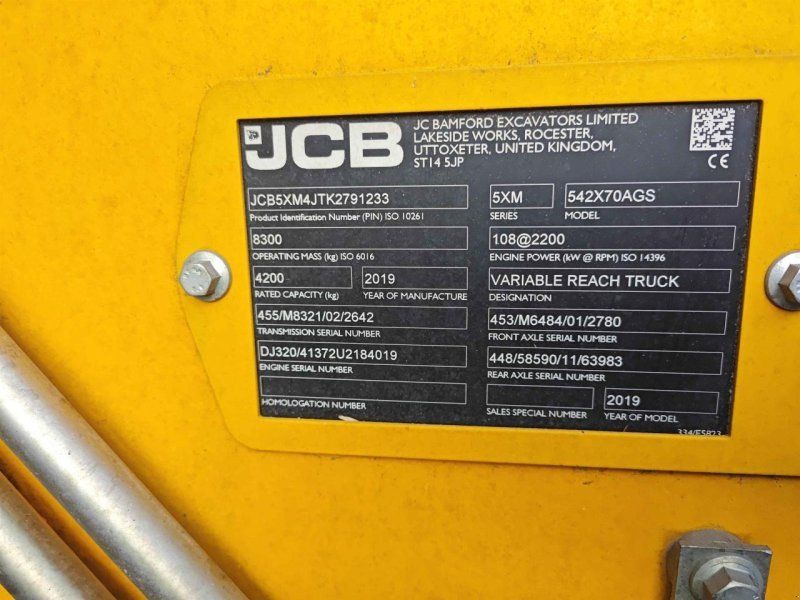 JCB
JC BAMFORD EXCAVATORS LIMITED
LAKESIDE WORKS, ROCESTER,
UTTOXETER, UNITED KINGDOM,
ST14 5JP
CE
JCB5XM4JTK2791233
Product Identification Number (PIN) ISO 10261
5XM
SERIES
542X70AGS
MODEL
8300
OPERATING MASS (kg) ISO 6016
108@2200
ENGINE POWER (kW @ RPM) ISO 14396
4200
RATED CAPACITY (kg)
2019
YEAR OF MANUFACTURE
VARIABLE REACH TRUCK
DESIGNATION
455/M8321/02/2642
TRANSMISSION SERIAL NUMBER
453/M6484/01/2780
FRONT AXLE SERIAL NUMBER
DJ320/41372U2184019
ENGINE SERIAL NUMBER
448/58590/11/63983
REAR AXLE SERIAL NUMBER
HOMOLOGATION NUMBER
SALES SPECIAL NUMBER
2019
YEAR OF MODEL
334/E5823